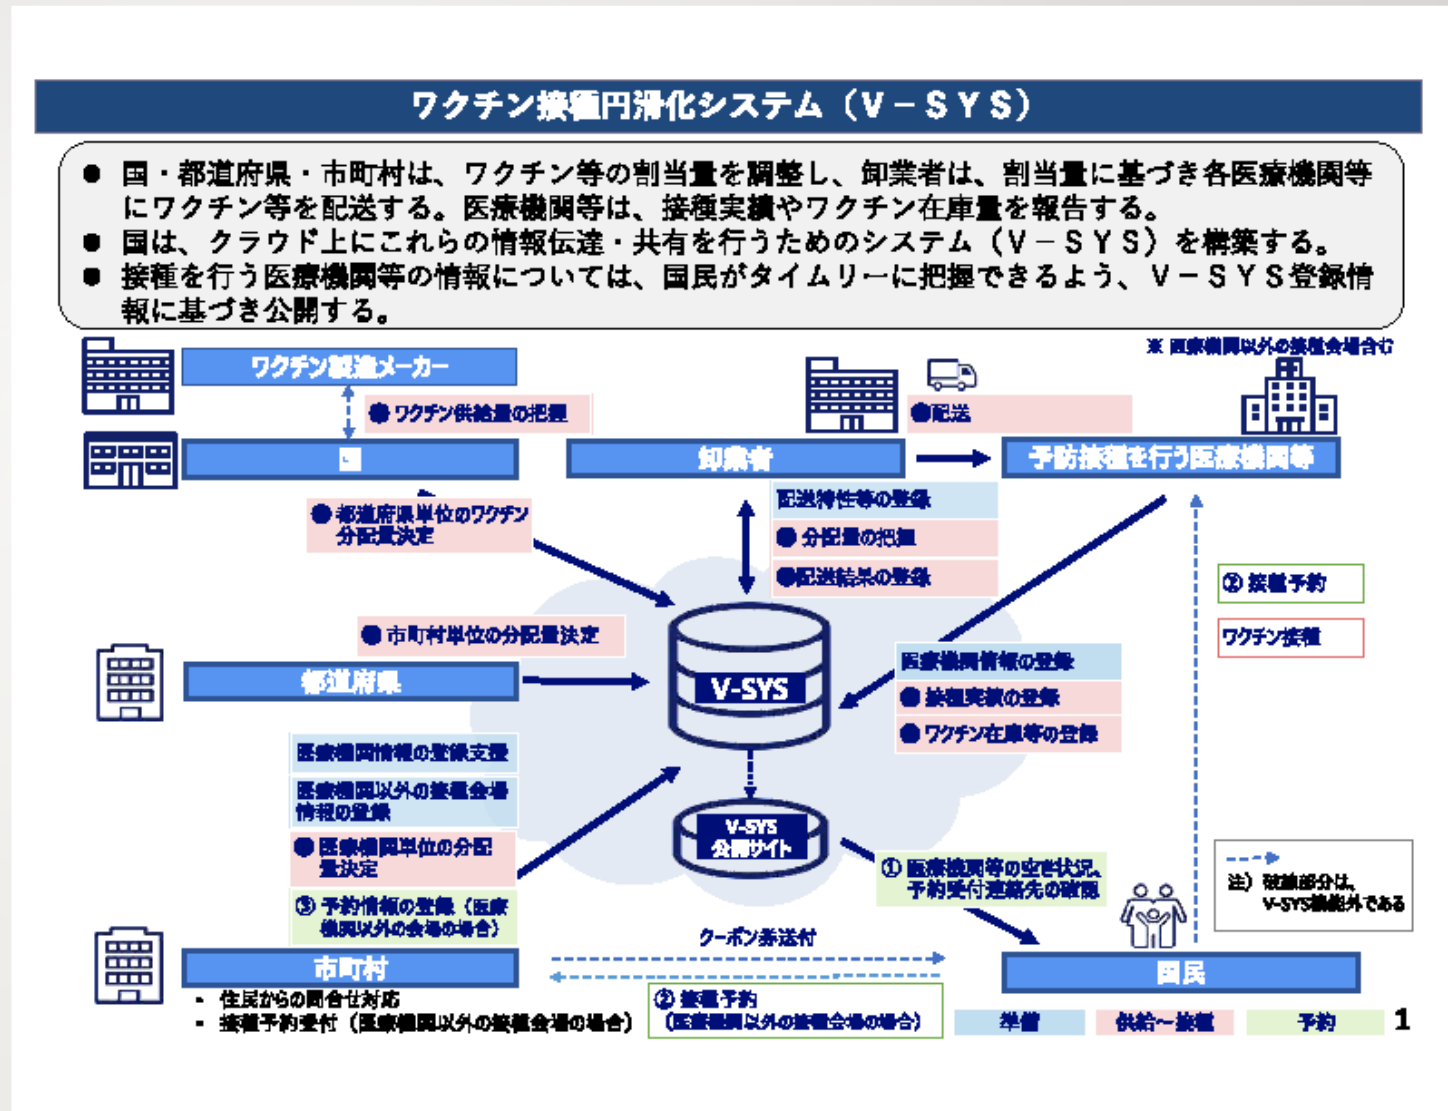 ワクチン接種円滑化システム（Ｖ－ＳＹＳ）
● 国・都道府県・市町村は、ワクチン等の割当量を調整し、卸業者は、割当量に基づき各医療機関等
にワクチン等を配送する。医療機関等は、接種実績やワクチン在庫量を報告する。
● 国は、クラウド上にこれらの情報伝達・共有を行うためのシステム（Ｖ－ＳＹＳ）を構築する。
● 接種を行う医療機関等の情報については、国民がタイムリーに把握できるよう、Ｖ－ＳＹＳ登録情
報に基づき公開する。
※ 医療機関以外の接種会場含む
ワクチン製造メーカー
● ワクチン供給量の把握
●配送
国
卸業者
予防接種を行う医療機関等
● 都道府県単位のワクチン
分配量決定
配送特性等の登録
● 分配量の把握
●配送結果の登録
② 接種予約
ワクチン接種
● 市町村単位の分配量決定
都道府県
V-SYS
医療機関情報の登録
● 接種実績の登録
● ワクチン在庫等の登録
医療機関情報の登録支援
医療機関以外の接種会場
情報の登録
● 医療機関単位の分配
量決定
③ 予約情報の登録（医療
機関以外の会場の場合）
V-SYS
公開サイト
① 医療機関等の空き状況、
予約受付連絡先の確認
注）破線部分は、
V-SYS機能外である
クーポン券送付
市町村
国民
・ 住民からの問合せ対応
・ 接種予約受付（医療機関以外の接種会場の場合）
② 接種予約
（医療機関以外の接種会場の場合）
準備
供給～接種
予約
1